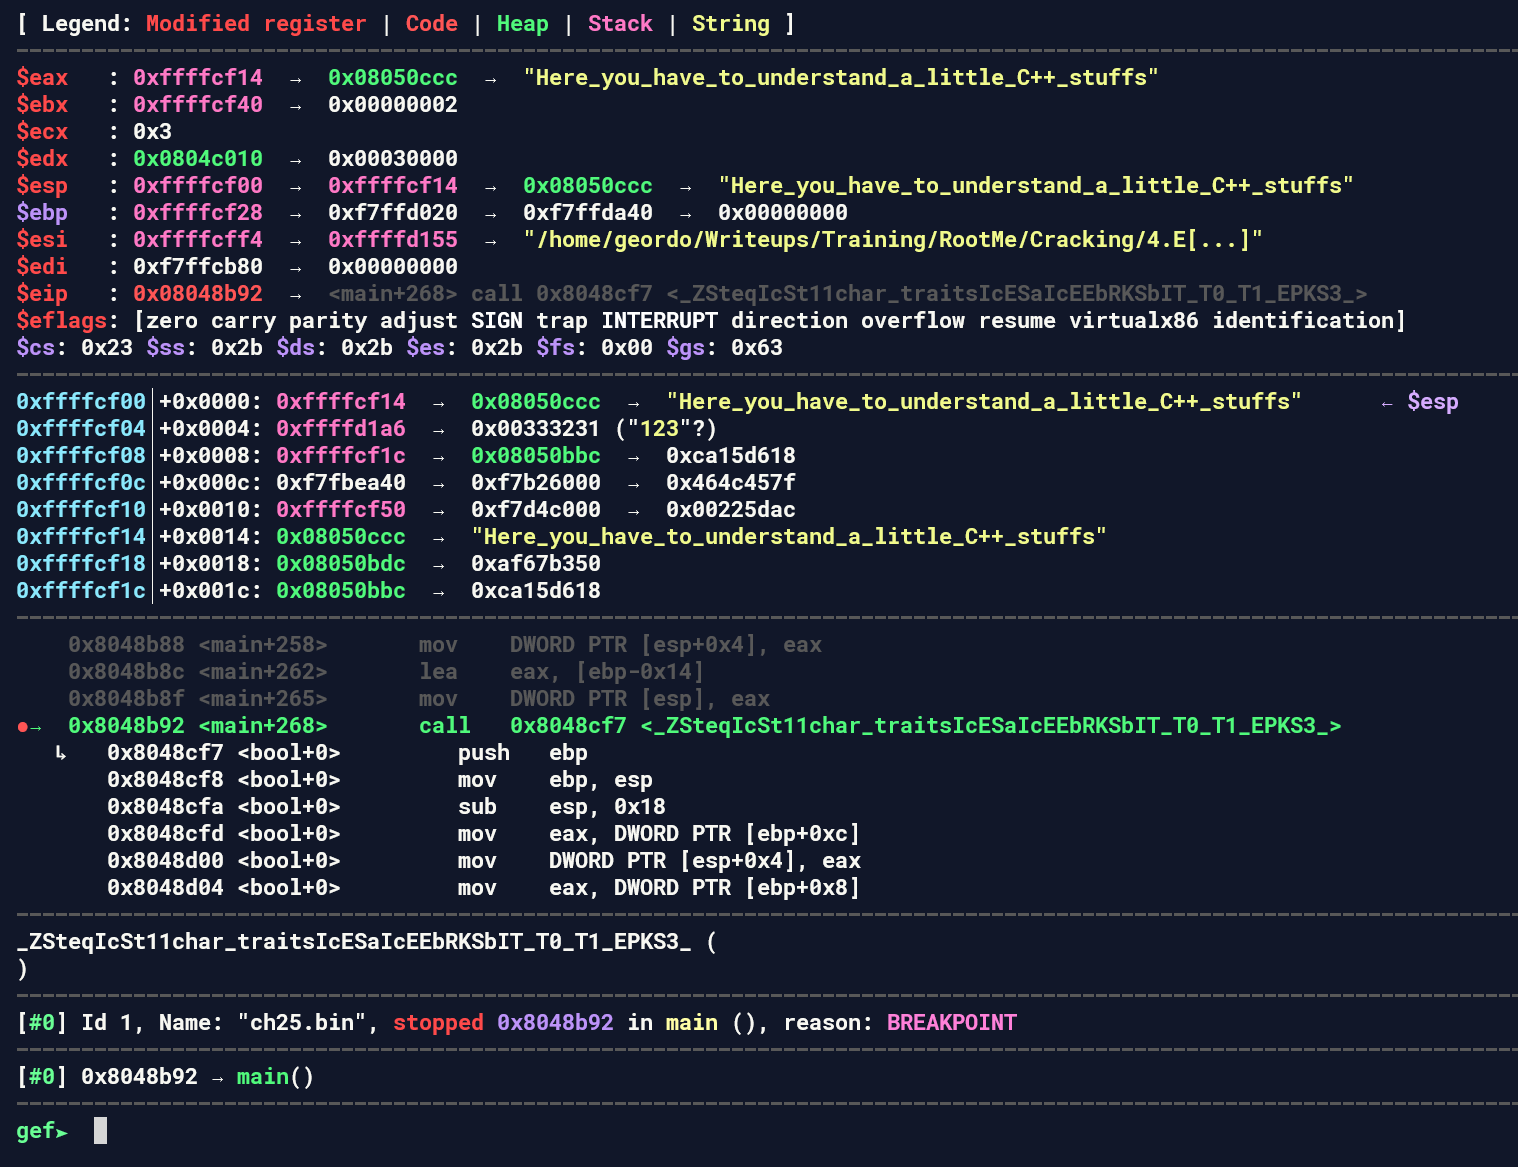 [ Legend: Modified register | Code | Heap | Stack | String ]
$eax   : 0xffffcf14  →  0x08050ccc  →  "Here_you_have_to_understand_a_little_C++_stuffs"
$ebx   : 0xffffcf40  →  0x00000002
$ecx   : 0x3
$edx   : 0x0804c010  →  0x00030000
$esp   : 0xffffcf00  →  0xffffcf14  →  0x08050ccc  →  "Here_you_have_to_understand_a_little_C++_stuffs"
$ebp   : 0xffffcf28  →  0xf7ffd020  →  0xf7ffda40  →  0x00000000
$esi   : 0xffffcff4  →  0xffffd155  →  "/home/geordo/Writeups/Training/RootMe/Cracking/4.E[...]"
$edi   : 0xf7ffcb80  →  0x00000000
$eip   : 0x08048b92  →  <main+268> call 0x8048cf7 <_ZSteqIcSt11char_traitsIcESaIcEEbRKSbIT_T0_T1_EPKS3_>
$eflags: [zero carry parity adjust SIGN trap INTERRUPT direction overflow resume virtualx86 identification]
$cs: 0x23 $ss: 0x2b $ds: 0x2b $es: 0x2b $fs: 0x00 $gs: 0x63
0xffffcf00│+0x0000: 0xffffcf14  →  0x08050ccc  →  "Here_you_have_to_understand_a_little_C++_stuffs"      ← $esp
0xffffcf04│+0x0004: 0xffffd1a6  →  0x00333231 ("123"?)
0xffffcf08│+0x0008: 0xffffcf1c  →  0x08050bbc  →  0xca15d618
0xffffcf0c│+0x000c: 0xf7fbea40  →  0xf7b26000  →  0x464c457f
0xffffcf10│+0x0010: 0xffffcf50  →  0xf7d4c000  →  0x00225dac
0xffffcf14│+0x0014: 0x08050ccc  →  "Here_you_have_to_understand_a_little_C++_stuffs"
0xffffcf18│+0x0018: 0x08050bdc  →  0xaf67b350
0xffffcf1c│+0x001c: 0x08050bbc  →  0xca15d618
0x8048b88 <main+258>       mov    DWORD PTR [esp+0x4], eax
0x8048b8c <main+262>       lea    eax, [ebp-0x14]
0x8048b8f <main+265>       mov    DWORD PTR [esp], eax
●→  0x8048b92 <main+268>       call   0x8048cf7 <_ZSteqIcSt11char_traitsIcESaIcEEbRKSbIT_T0_T1_EPKS3_>
↳   0x8048cf7 <bool+0>         push   ebp
0x8048cf8 <bool+0>         mov    ebp, esp
0x8048cfa <bool+0>         sub    esp, 0x18
0x8048cfd <bool+0>         mov    eax, DWORD PTR [ebp+0xc]
0x8048d00 <bool+0>         mov    DWORD PTR [esp+0x4], eax
0x8048d04 <bool+0>         mov    eax, DWORD PTR [ebp+0x8]
_ZSteqIcSt11char_traitsIcESaIcEEbRKSbIT_T0_T1_EPKS3_ (
)
[#0] Id 1, Name: "ch25.bin", stopped 0x8048b92 in main (), reason: BREAKPOINT
[#0] 0x8048b92 → main()
gef➤